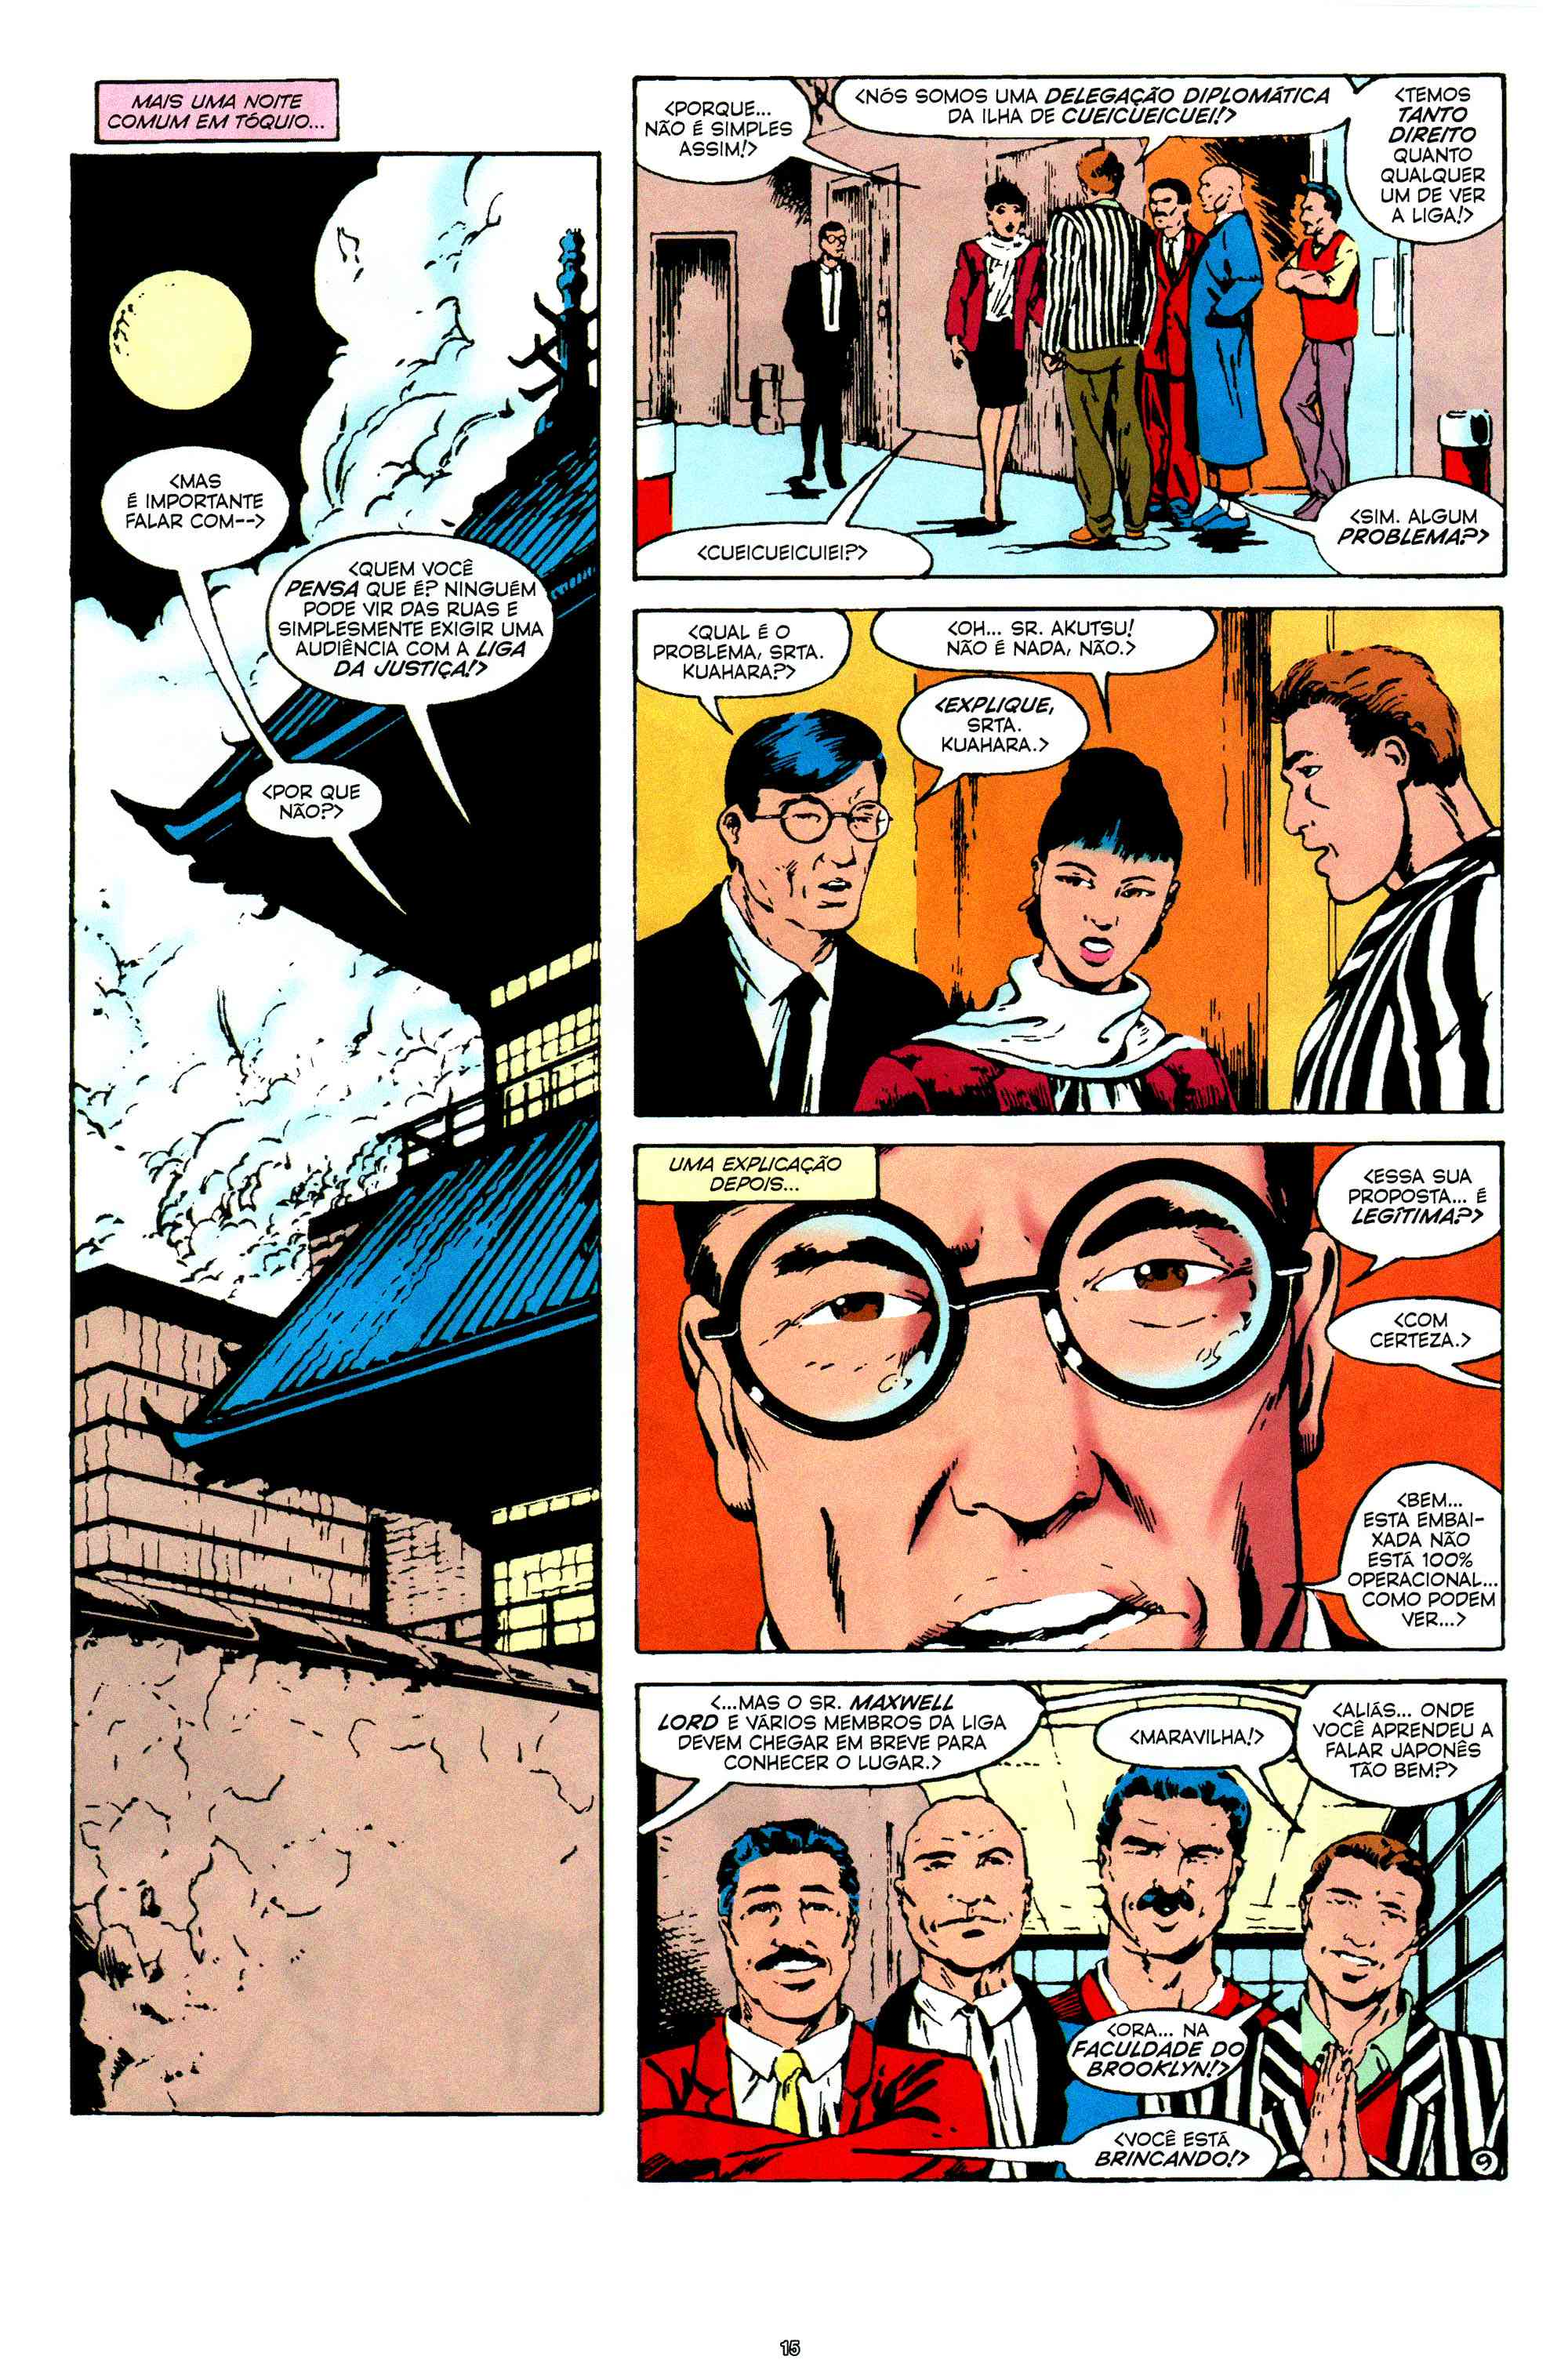 MAIS UMA NOITE
COMUM EM TÓQUIO...
<MAS
É IMPORTANTE
FALAR COM-->
<QUEM VOCÊ
PENSA QUE É? NINGUÉM
PODE VIR DAS RUAS E
SIMPLESMENTE EXIGIR UMA
AUDIÊNCIA COM A LIGA
DA JUSTIÇA!>
<POR QUE
NÃO?>
<PORQUE...
NÃO É SIMPLES
ASSIM!>
<NÓS SOMOS UMA DELEGAÇÃO DIPLOMÁTICA
DA ILHA DE CUEICUEICUEI!>
<TEMOS
TANTO
DIREITO
QUANTO
QUALQUER
UM DE VER
A LIGA!>
<CUEICUEICUIEI?>
<SIM. ALGUM
PROBLEMA?>
<QUAL É O
PROBLEMA, SRTA.
KUAHARA?>
<OH... SR. AKUTSU!
NÃO É NADA, NÃO.>
<EXPLIQUE,
SRTA.
KUAHARA.>
UMA EXPLICAÇÃO
DEPOIS...
<ESSA SUA
PROPOSTA... É
LEGÍTIMA?>
<COM
CERTEZA.>
<BEM...
ESTA EMBAI-
XADA NÃO
ESTÁ 100%
OPERACIONAL...
COMO PODEM
VER...>
<...MAS O SR. MAXWELL
LORD E VÁRIOS MEMBROS DA LIGA
DEVEM CHEGAR EM BREVE PARA
CONHECER O LUGAR.>
<MARAVILHA!>
<ALIÁS... ONDE
VOCÊ APRENDEU A
FALAR JAPONÊS
TÃO BEM?>
<ORA... NA
FACULDADE DO
BROOKLYN!>
<VOCÊ ESTÁ
BRINCANDO!>
9
15